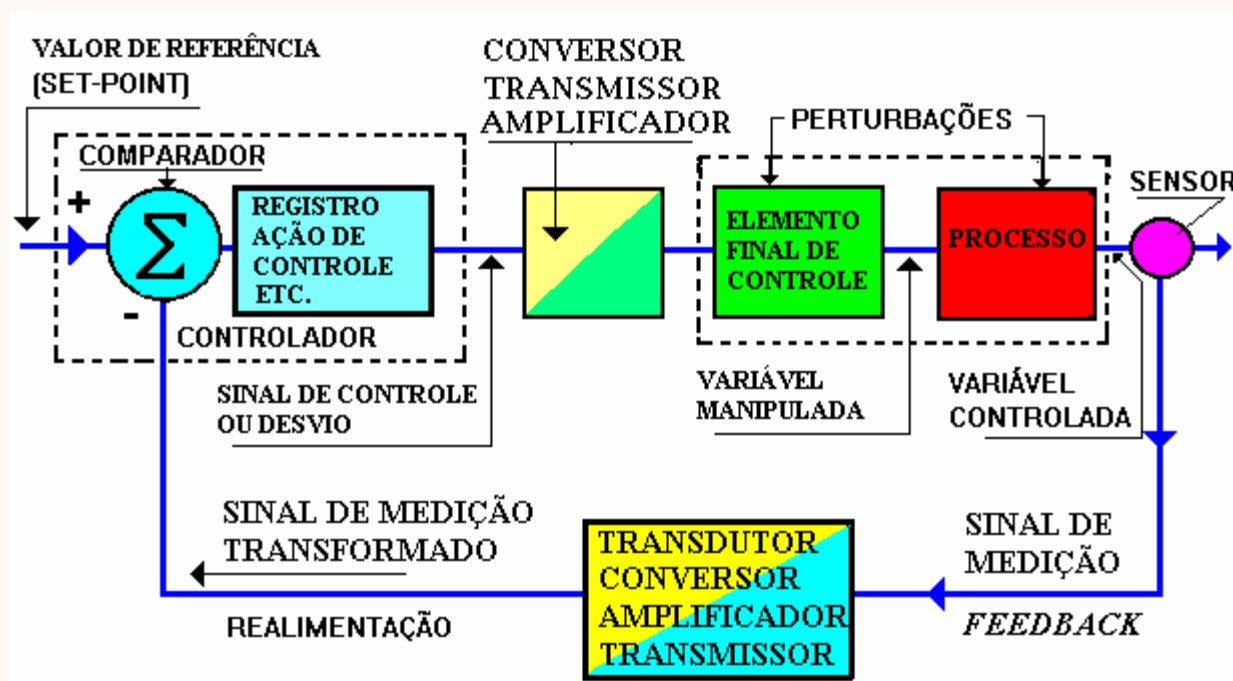 VALOR DE REFERÊNCIA
(SET-POINT)
CONVERSOR
TRANSMISSOR
AMPLIFICADOR
PERTURBAÇÕES
COMPARADOR
SENSOR
+
Σ
-
REGISTRO
AÇÃO DE
CONTROLE
ETC.
ELEMENTO
FINAL DE
CONTROLE
PROCESSO
CONTROLADOR
SINAL DE CONTROLE
OU DESVIO
VARIÁVEL
MANIPULADA
VARIÁVEL
CONTROLADA
SINAL DE MEDIÇÃO
TRANSFORMADO
REALIMENTAÇÃO
TRANSDUTOR
CONVERSOR
AMPLIFICADOR
TRANSMISSOR
SINAL DE
MEDIÇÃO
FEEDBACK